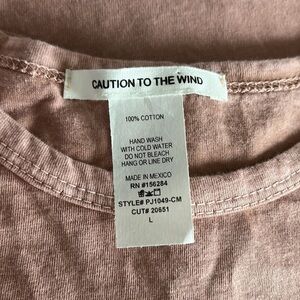 CAUTION TO THE WIND
100% COTTON
HAND WASH
WITH COLD WATER
DO NOT BLEACH
HANG OR LINE DRY
MADE IN MEXICO
RN #156284
STYLE# PJ1049-CM
CUT# 20651
L